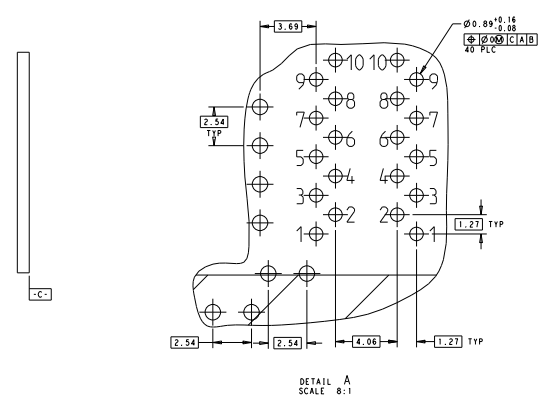 3.69
Ø0.89 +0.16 -0.08
⌖ Ø0Ⓜ C A B
40 PLC
10 10
9 9
8 8
2.54
TYP
7 7
6 6
5 5
4 4
3 3
2 2
1.27 TYP
1 1
-C-
2.54
2.54
4.06
1.27 TYP
DETAIL A
SCALE 8:1